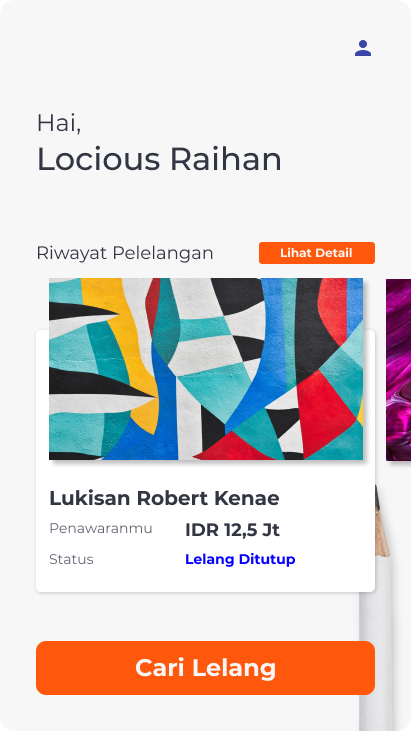 Hai,
Locious Raihan
Riwayat Pelelangan
Lihat Detail
Lukisan Robert Kenae
Penawaranmu IDR 12,5 Jt
Status Lelang Ditutup
Cari Lelang